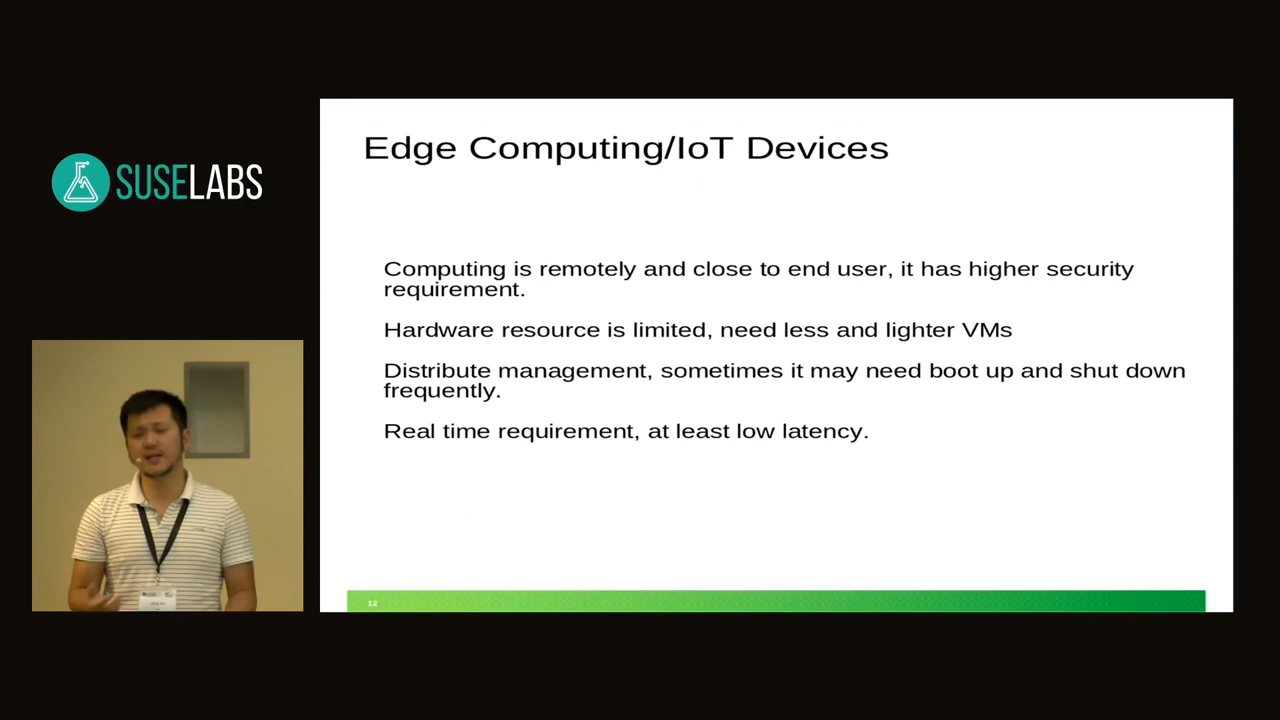 SUSELABS
Edge Computing/IoT Devices
Computing is remotely and close to end user, it has higher security
requirement.
Hardware resource is limited, need less and lighter VMs
Distribute management, sometimes it may need boot up and shut down
frequently.
Real time requirement, at least low latency.
12